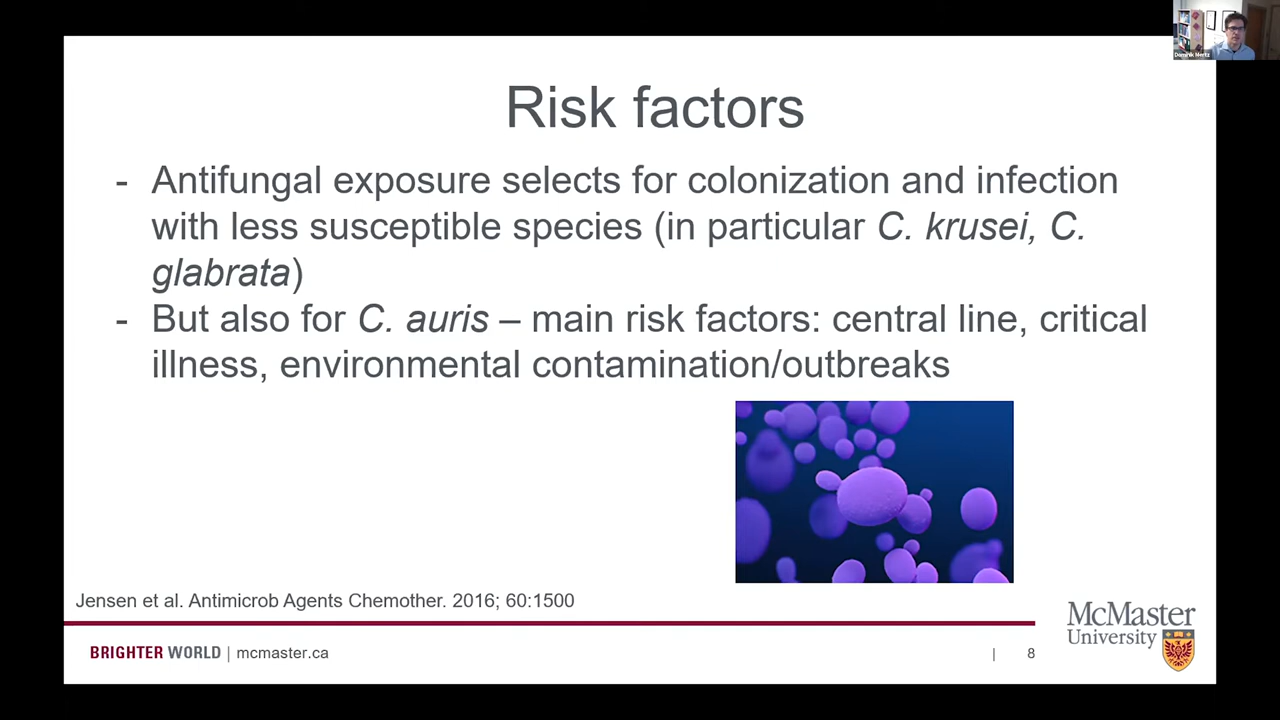 Dominik Mertz
Risk factors
- Antifungal exposure selects for colonization and infection
with less susceptible species (in particular C. krusei, C.
glabrata)
- But also for C. auris – main risk factors: central line, critical
illness, environmental contamination/outbreaks
Jensen et al. Antimicrob Agents Chemother. 2016; 60:1500
BRIGHTER WORLD | mcmaster.ca
| 8
McMaster
University